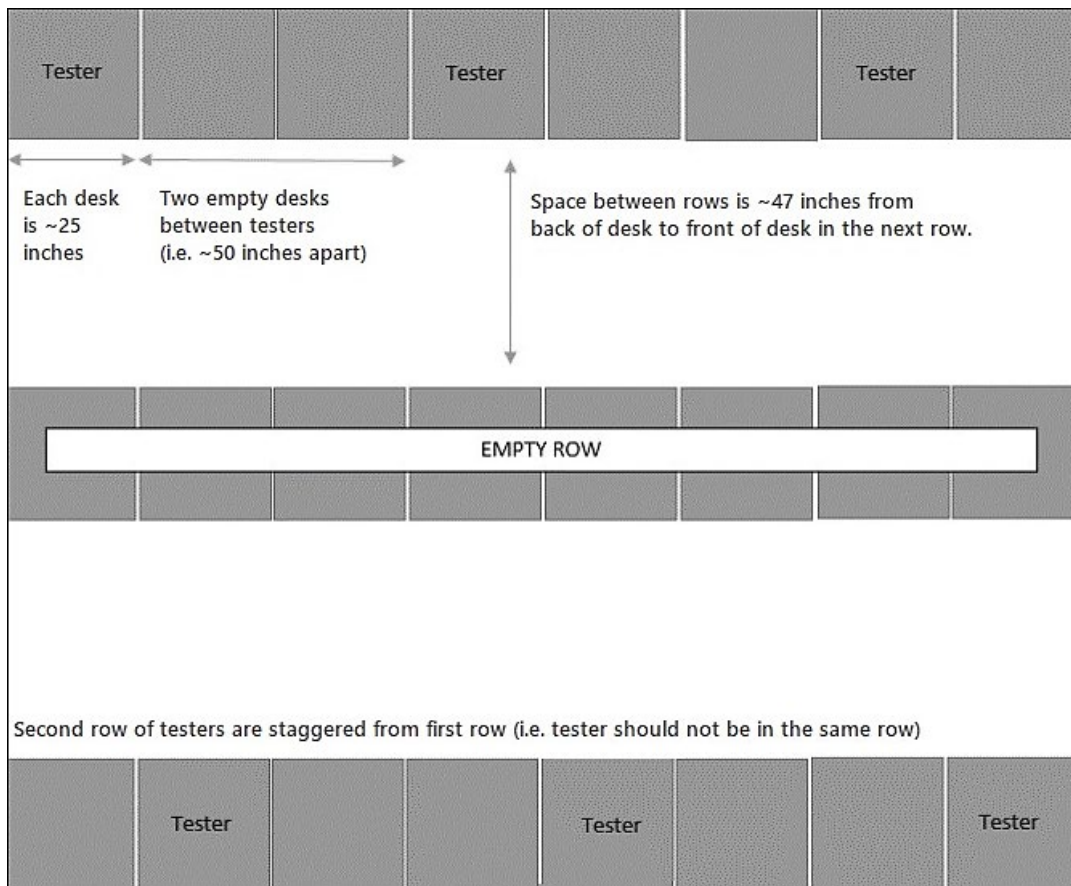 Tester
Tester
Tester
Each desk
is ~25
inches
Two empty desks
between testers
(i.e. ~50 inches apart)
Space between rows is ~47 inches from
back of desk to front of desk in the next row.
EMPTY ROW
Second row of testers are staggered from first row (i.e. tester should not be in the same row)
Tester
Tester
Tester